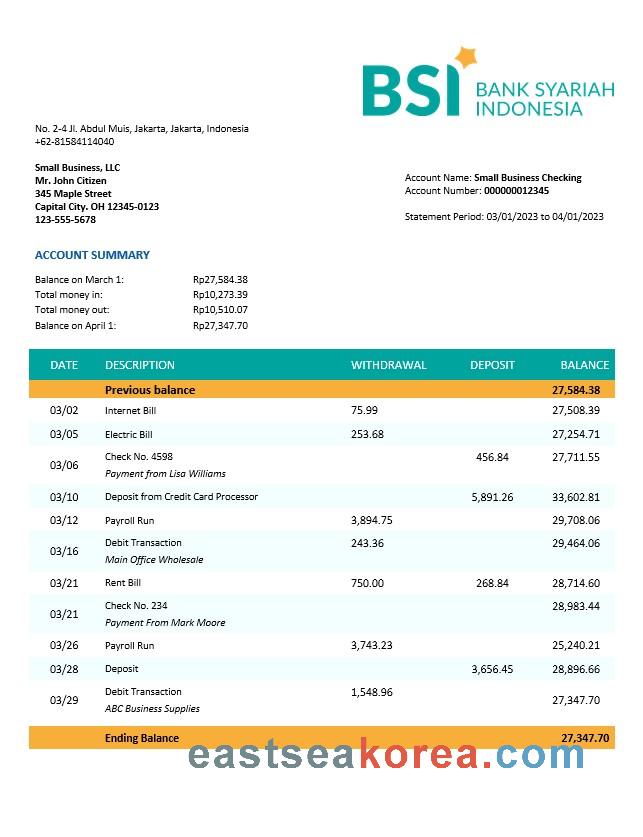 BSI BANK SYARIAH
INDONESIA
No. 2-4 Jl. Abdul Muis, Jakarta, Jakarta, Indonesia
+62-81584114040
Small Business, LLC
Mr. John Citizen
345 Maple Street
Capital City. OH 12345-0123
123-555-5678
Account Name: Small Business Checking
Account Number: 000000012345
Statement Period: 03/01/2023 to 04/01/2023
ACCOUNT SUMMARY
Balance on March 1: Rp27,584.38
Total money in: Rp10,273.39
Total money out: Rp10,510.07
Balance on April 1: Rp27,347.70
DATE DESCRIPTION WITHDRAWAL DEPOSIT BALANCE
Previous balance 27,584.38
03/02 Internet Bill 75.99 27,508.39
03/05 Electric Bill 253.68 27,254.71
03/06 Check No. 4598 456.84 27,711.55
Payment from Lisa Williams
03/10 Deposit from Credit Card Processor 5,891.26 33,602.81
03/12 Payroll Run 3,894.75 29,708.06
03/16 Debit Transaction 243.36 29,464.06
Main Office Wholesale
03/21 Rent Bill 750.00 268.84 28,714.60
03/21 Check No. 234 28,983.44
Payment From Mark Moore
03/26 Payroll Run 3,743.23 25,240.21
03/28 Deposit 3,656.45 28,896.66
03/29 Debit Transaction 1,548.96 27,347.70
ABC Business Supplies
Ending Balance 27,347.70
eastseakorea.com